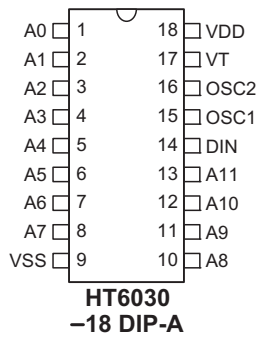 A0 1 18 VDD
A1 2 17 VT
A2 3 16 OSC2
A3 4 15 OSC1
A4 5 14 DIN
A5 6 13 A11
A6 7 12 A10
A7 8 11 A9
VSS 9 10 A8
HT6030
–18 DIP-A